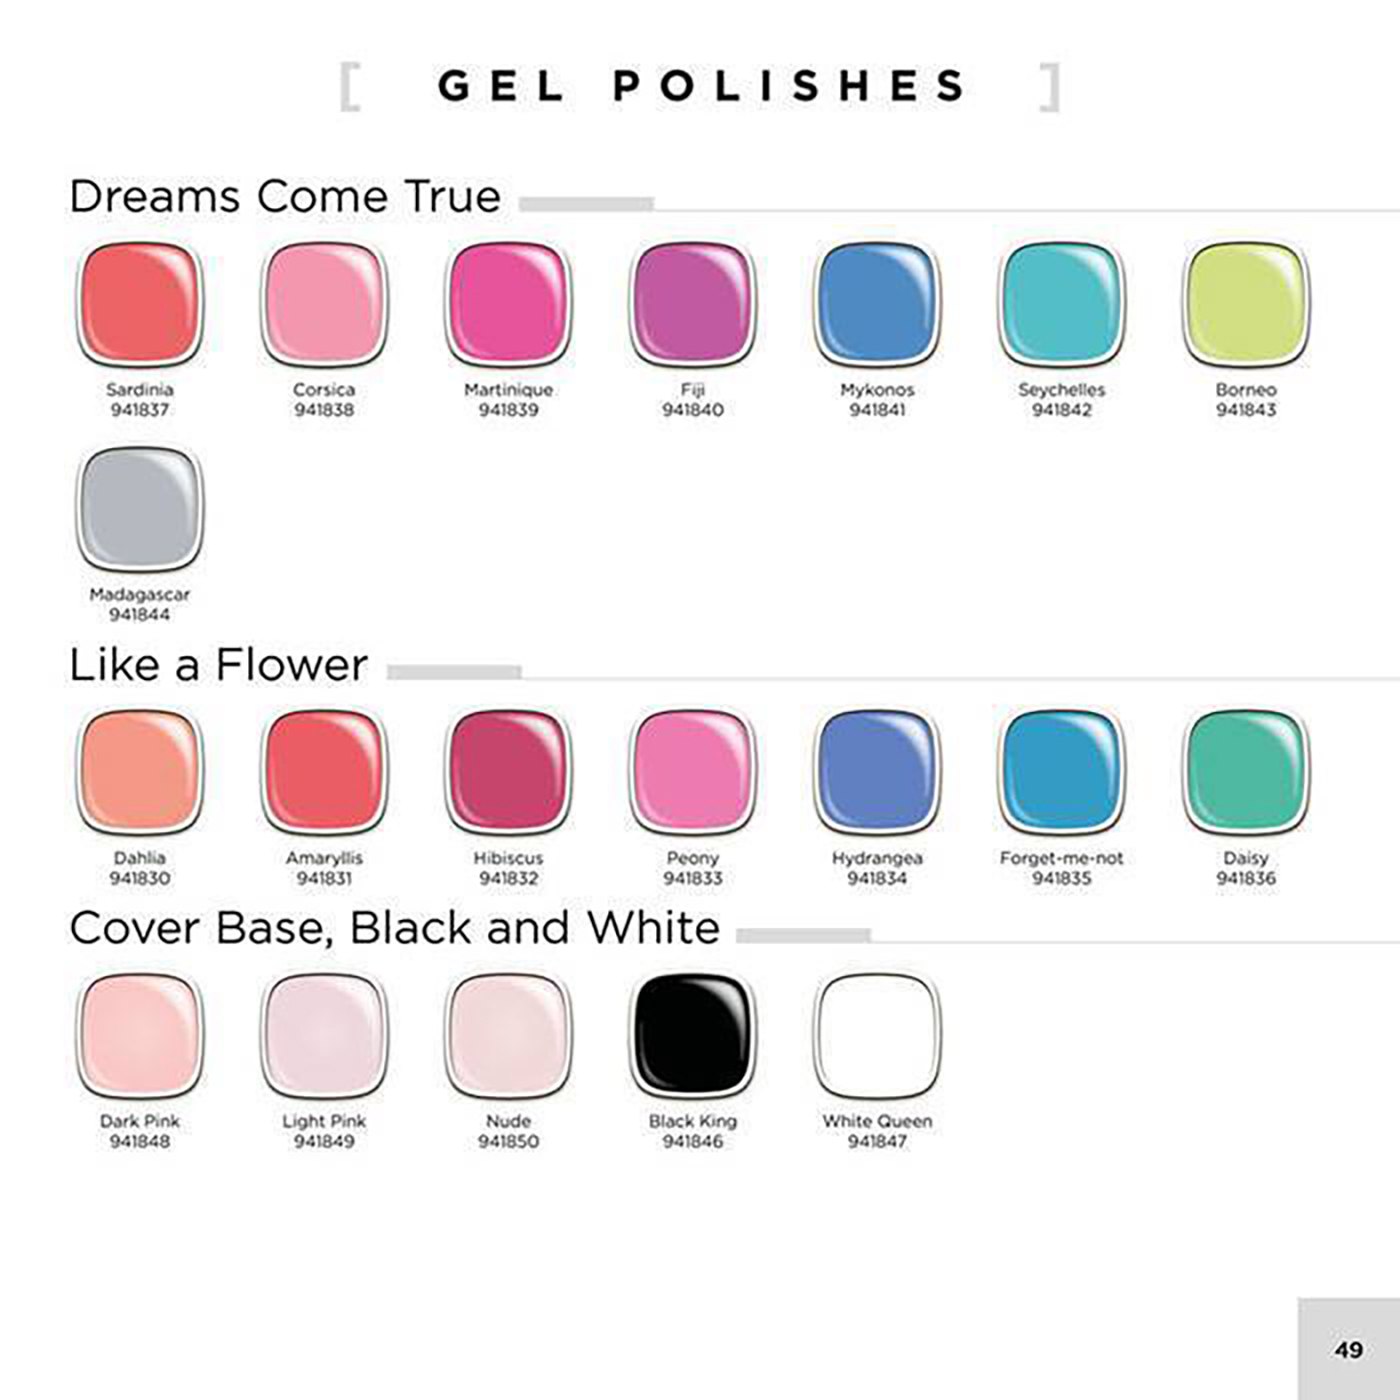 [ GEL POLISHES ]
Dreams Come True
Sardinia Corsica Martinique Fiji Mykonos Seychelles Borneo
941837 941838 941839 941840 941841 941842 941843
Madagascar
941844
Like a Flower
Dahlia Amaryllis Hibiscus Peony Hydrangea Forget-me-not Daisy
941830 941831 941832 941833 941834 941835 941836
Cover Base, Black and White
Dark Pink Light Pink Nude Black King White Queen
941848 941849 941850 941846 941847
49